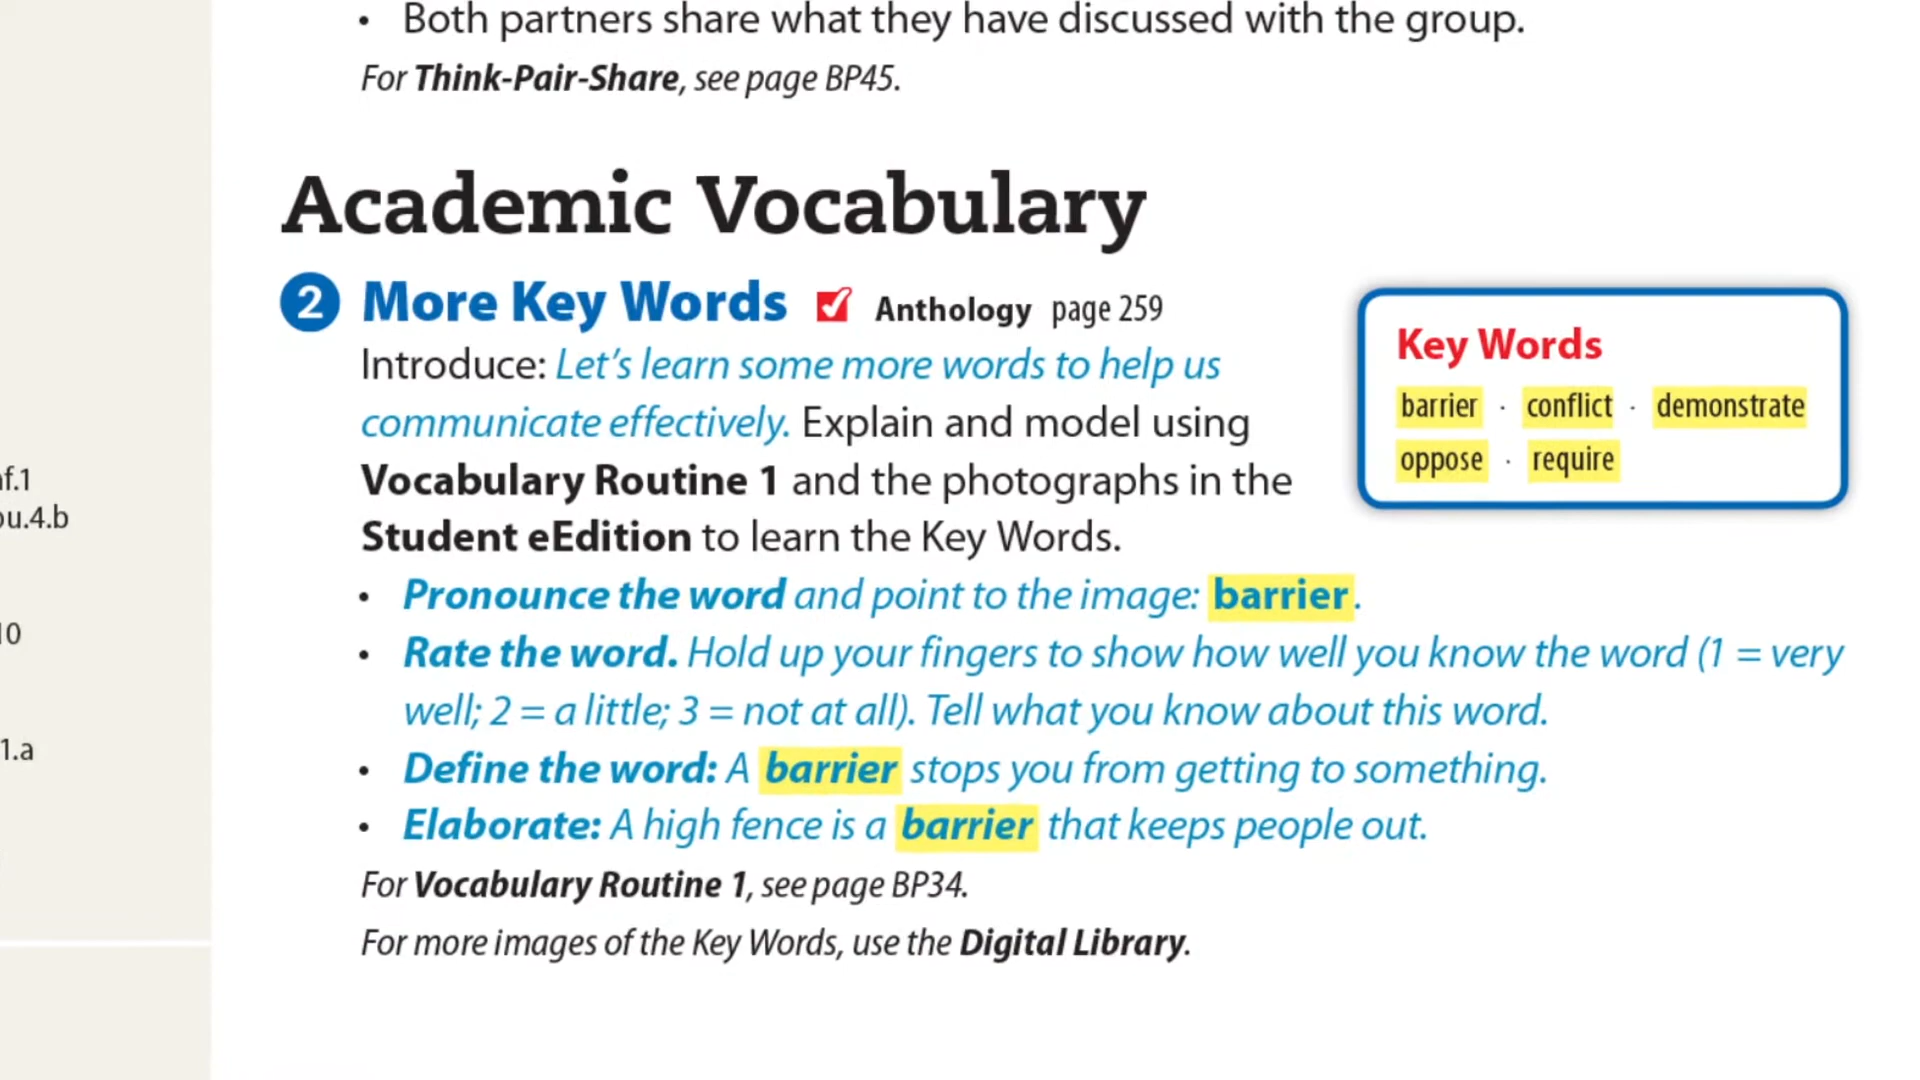 • Both partners share what they have discussed with the group.
For Think-Pair-Share, see page BP45.
Academic Vocabulary
2 More Key Words Anthology page 259
Introduce: Let's learn some more words to help us
communicate effectively. Explain and model using
Vocabulary Routine 1 and the photographs in the
Student eEdition to learn the Key Words.
• Pronounce the word and point to the image: barrier.
• Rate the word. Hold up your fingers to show how well you know the word (1 = very
well; 2 = a little; 3 = not at all). Tell what you know about this word.
• Define the word: A barrier stops you from getting to something.
• Elaborate: A high fence is a barrier that keeps people out.
For Vocabulary Routine 1, see page BP34.
For more images of the Key Words, use the Digital Library.
Key Words
barrier · conflict · demonstrate
oppose · require
f.1
u.4.b
10
1.a